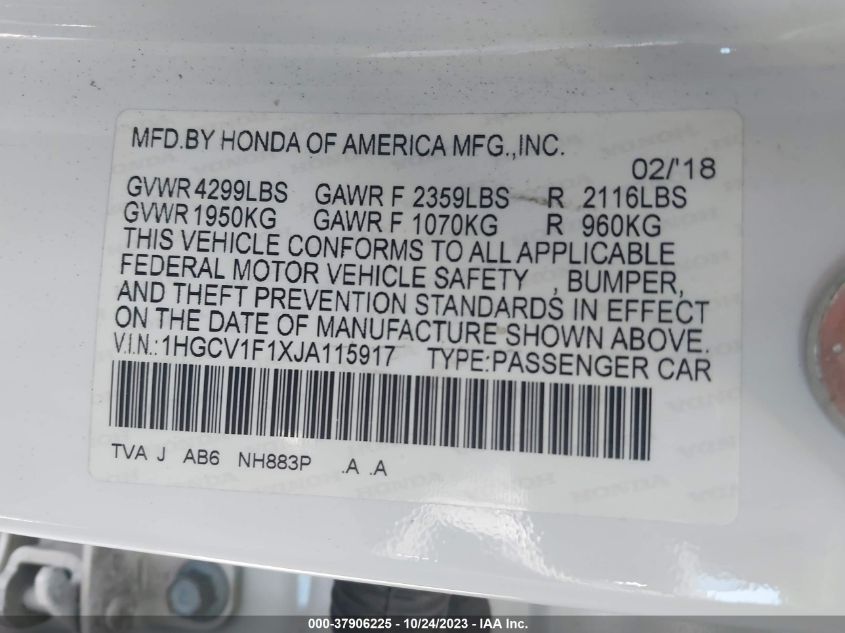 MFD.BY HONDA OF AMERICA MFG.,INC.
02/'18
GVWR 4299LBS GAWR F 2359LBS R 2116LBS
GVWR 1950KG GAWR F 1070KG R 960KG
THIS VEHICLE CONFORMS TO ALL APPLICABLE
FEDERAL MOTOR VEHICLE SAFETY , BUMPER,
AND THEFT PREVENTION STANDARDS IN EFFECT
ON THE DATE OF MANUFACTURE SHOWN ABOVE.
V.I.N.:1HGCV1F1XJA115917 TYPE:PASSENGER CAR
TVA J AB6 NH883P .A .A
000-37906225 - 10/24/2023 - IAA Inc.